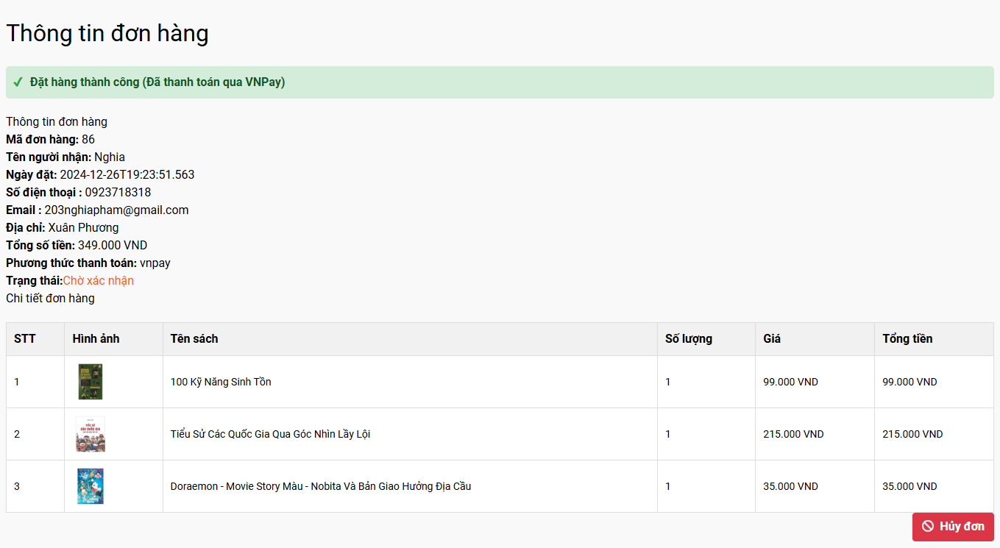 Thông tin đơn hàng
Đặt hàng thành công (Đã thanh toán qua VNPay)
Thông tin đơn hàng
Mã đơn hàng: 86
Tên người nhận: Nghia
Ngày đặt: 2024-12-26T19:23:51.563
Số điện thoại : 0923718318
Email : 203nghiapham@gmail.com
Địa chỉ: Xuân Phương
Tổng số tiền: 349.000 VND
Phương thức thanh toán: vnpay
Trạng thái:Chờ xác nhận
Chi tiết đơn hàng
STT Hình ảnh Tên sách Số lượng Giá Tổng tiền
1 100 Kỹ Năng Sinh Tồn 1 99.000 VND 99.000 VND
2 Tiểu Sử Các Quốc Gia Qua Góc Nhìn Lầy Lội 1 215.000 VND 215.000 VND
3 Doraemon - Movie Story Màu - Nobita Và Bản Giao Hưởng Địa Cầu 1 35.000 VND 35.000 VND
Hủy đơn